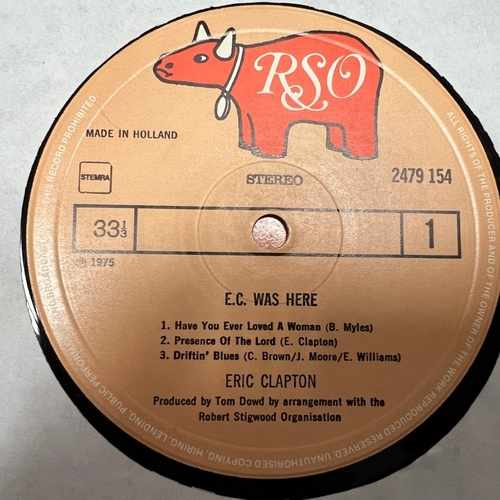 RSO
MADE IN HOLLAND
STEMRA
STEREO
2479 154
33 1/3
1
℗ 1975
E.C. WAS HERE
1. Have You Ever Loved A Woman (B. Myles)
2. Presence Of The Lord (E. Clapton)
3. Driftin' Blues (C. Brown/J. Moore/E. Williams)
ERIC CLAPTON
Produced by Tom Dowd by arrangement with the
Robert Stigwood Organisation
ALL RIGHTS OF THE PRODUCER AND OF THE OWNER OF THE WORK REPRODUCED RESERVED. UNAUTHORISED COPYING, HIRING, LENDING, PUBLIC PERFORMANCE RECORD PROHIBITED.